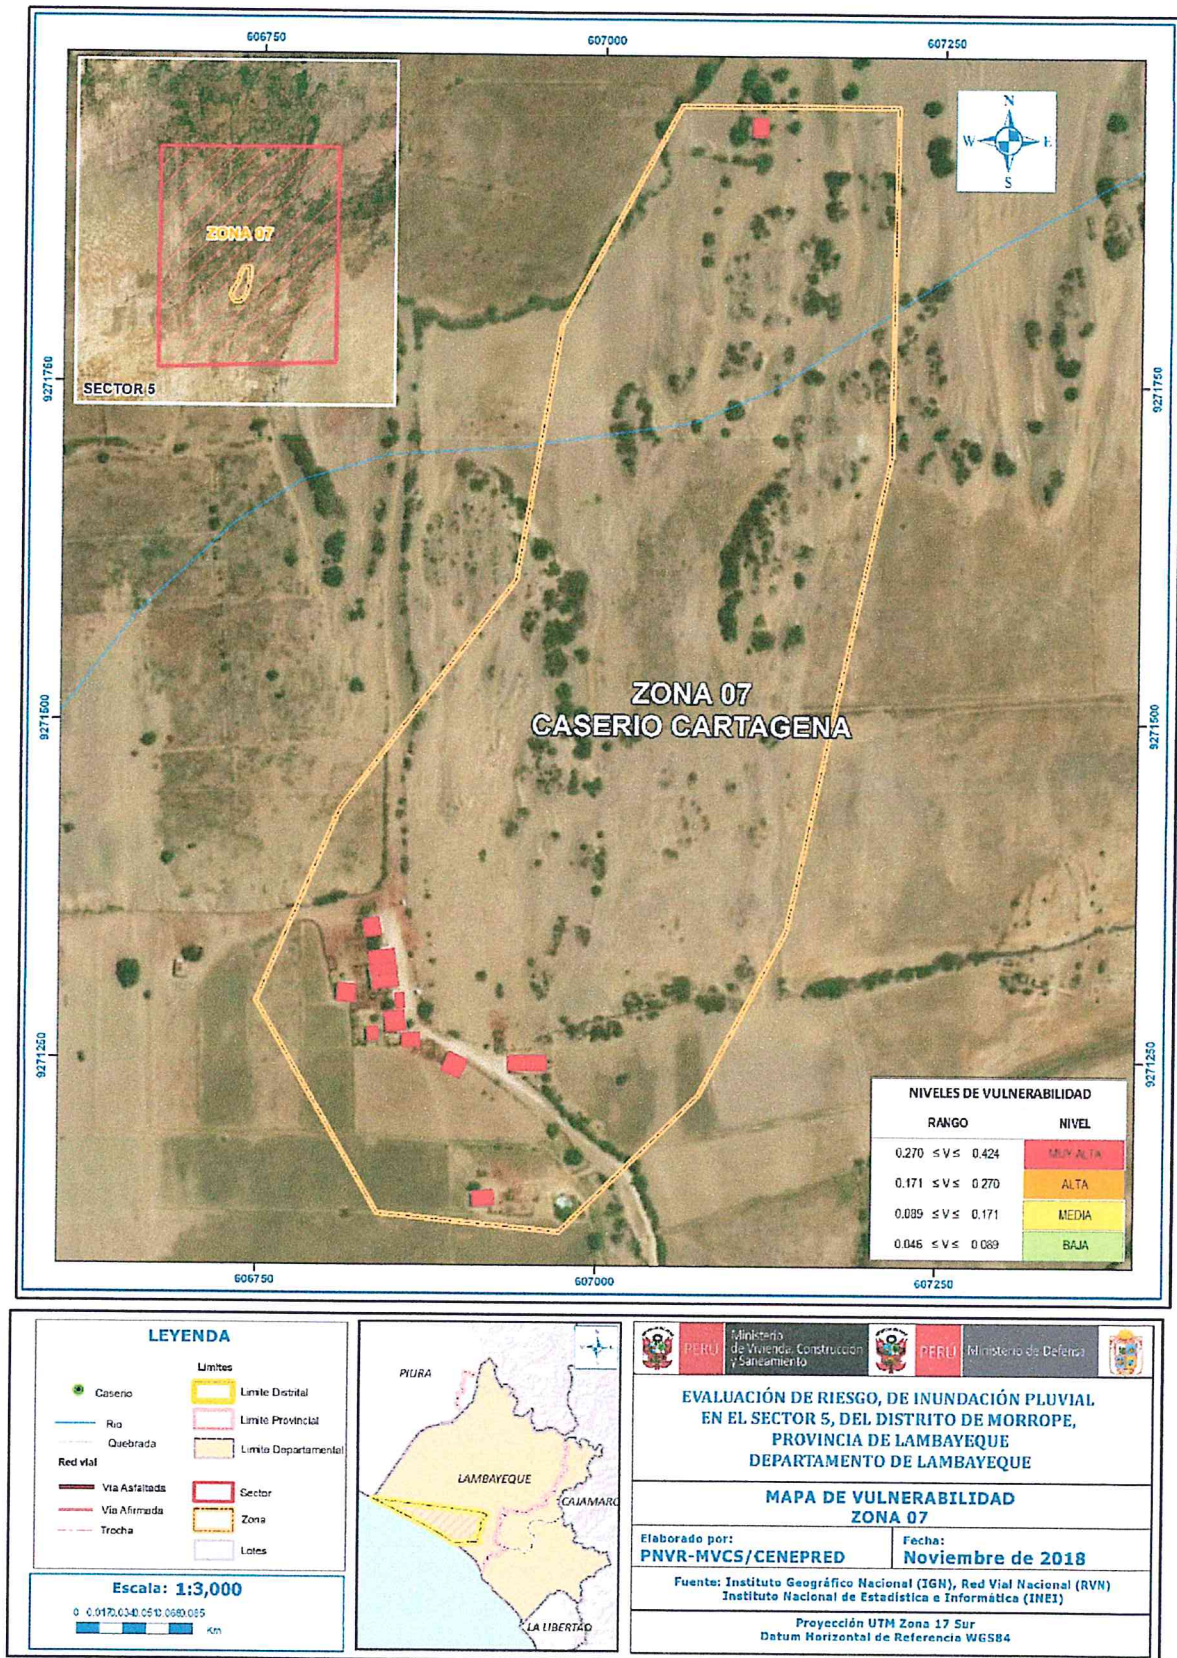 606750
607000
607250
ZONA 07
SECTOR 5
N
W
E
S
9271750
9271750
ZONA 07
CASERIO CARTAGENA
9271500
9271500
9271250
9271250
NIVELES DE VULNERABILIDAD
RANGO NIVEL
0.270 ≤ V ≤ 0.424 MUY ALTA
0.171 ≤ V ≤ 0.270 ALTA
0.089 ≤ V ≤ 0.171 MEDIA
0.046 ≤ V ≤ 0.089 BAJA
606750
607000
607250
LEYENDA
Caserio
Rio
Quebrada
Red vial
Via Asfaltada
Via Afirmada
Trocha
Limites
Limite Distrital
Limite Provincial
Limite Departamental
Sector
Zona
Lotes
Escala: 1:3,000
Km
PIURA
LAMBAYEQUE
CAJAMARC
LA LIBERTAD
PERÚ
Ministerio
de Vivienda, Construcción
y Saneamiento
PERÚ
Ministerio de Defensa
EVALUACIÓN DE RIESGO, DE INUNDACIÓN PLUVIAL
EN EL SECTOR 5, DEL DISTRITO DE MORROPE,
PROVINCIA DE LAMBAYEQUE
DEPARTAMENTO DE LAMBAYEQUE
MAPA DE VULNERABILIDAD
ZONA 07
Elaborado por:
PNVR-MVCS/CENEPRED
Fecha:
Noviembre de 2018
Fuente: Instituto Geográfico Nacional (IGN), Red Vial Nacional (RVN)
Instituto Nacional de Estadística e Informática (INEI)
Proyección UTM Zona 17 Sur
Datum Horizontal de Referencia WGS84